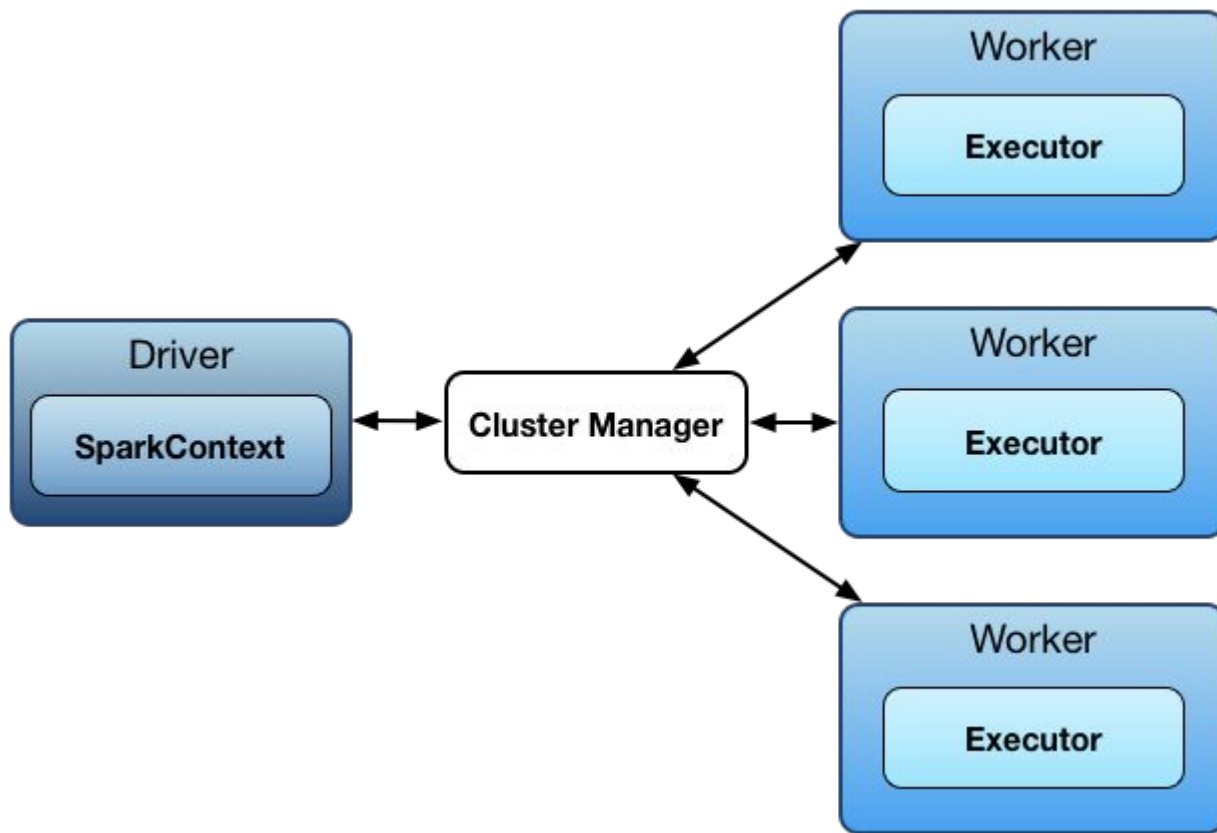 Worker
Executor
Driver
SparkContext
Cluster Manager
Worker
Executor
Worker
Executor